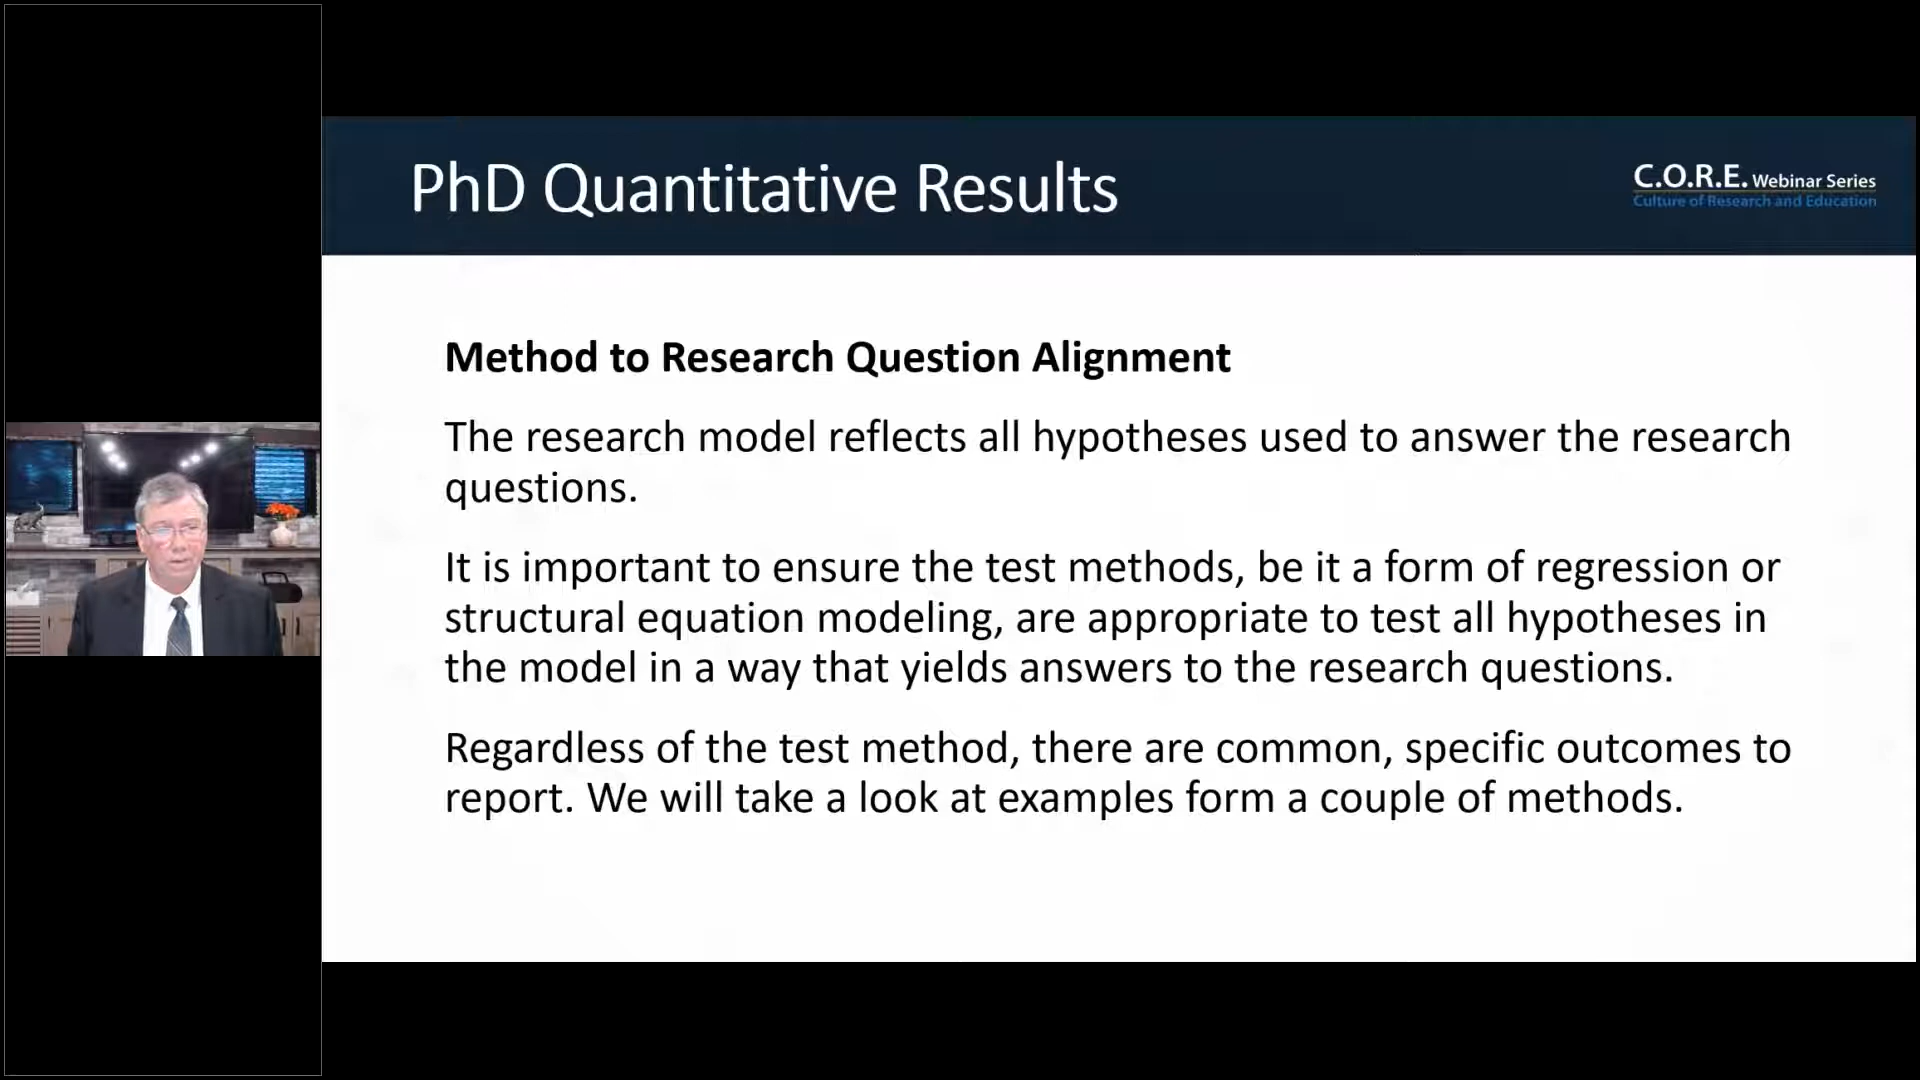 PhD Quantitative Results
C.O.R.E. Webinar Series
Culture of Research and Education
Method to Research Question Alignment
The research model reflects all hypotheses used to answer the research
questions.
It is important to ensure the test methods, be it a form of regression or
structural equation modeling, are appropriate to test all hypotheses in
the model in a way that yields answers to the research questions.
Regardless of the test method, there are common, specific outcomes to
report. We will take a look at examples form a couple of methods.